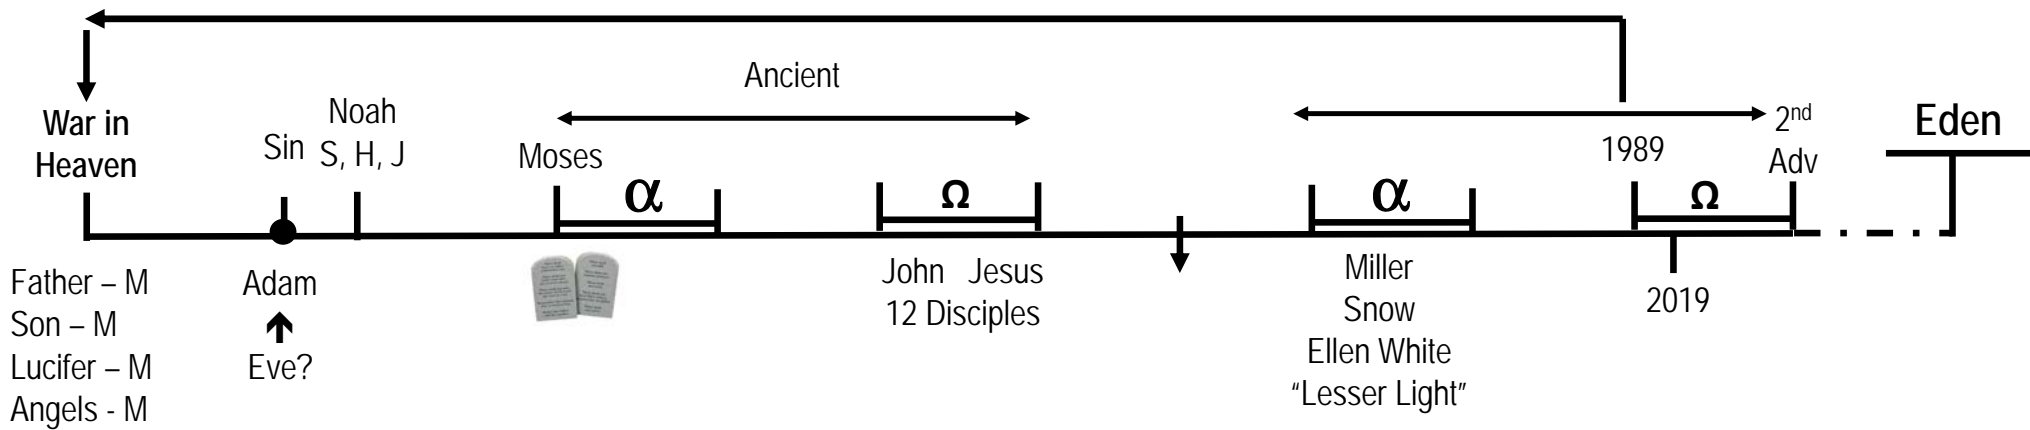 War in
Heaven
Sin
Noah
S, H, J
Moses
Ancient
α
Ω
α
1989
Ω
2nd
Adv
Eden
Father – M
Son – M
Lucifer – M
Angels - M
Adam
Eve?
John Jesus
12 Disciples
Miller
Snow
Ellen White
“Lesser Light”
2019